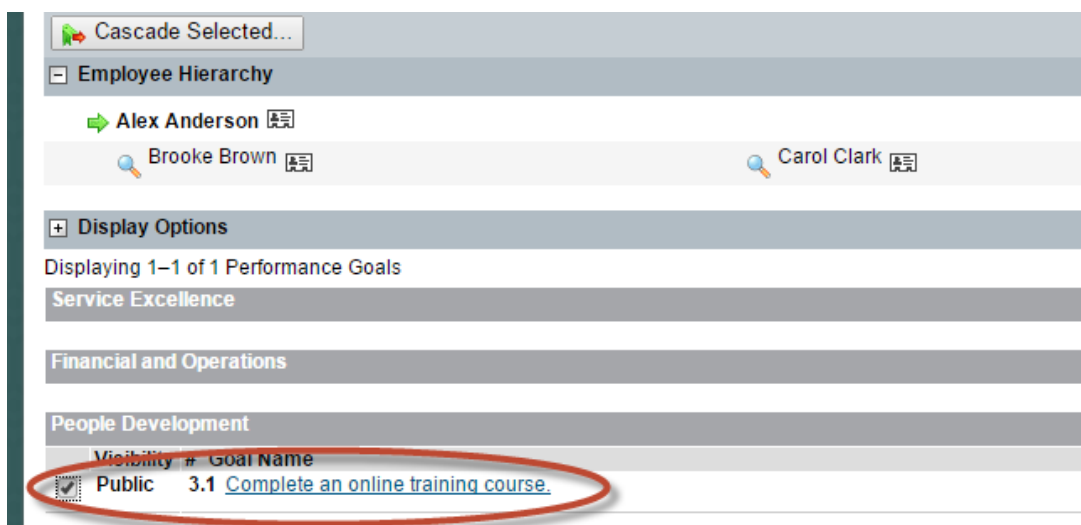 Cascade Selected...
Employee Hierarchy
Alex Anderson
Brooke Brown Carol Clark
Display Options
Displaying 1–1 of 1 Performance Goals
Service Excellence
Financial and Operations
People Development
Visibility # Goal Name
Public 3.1 Complete an online training course.